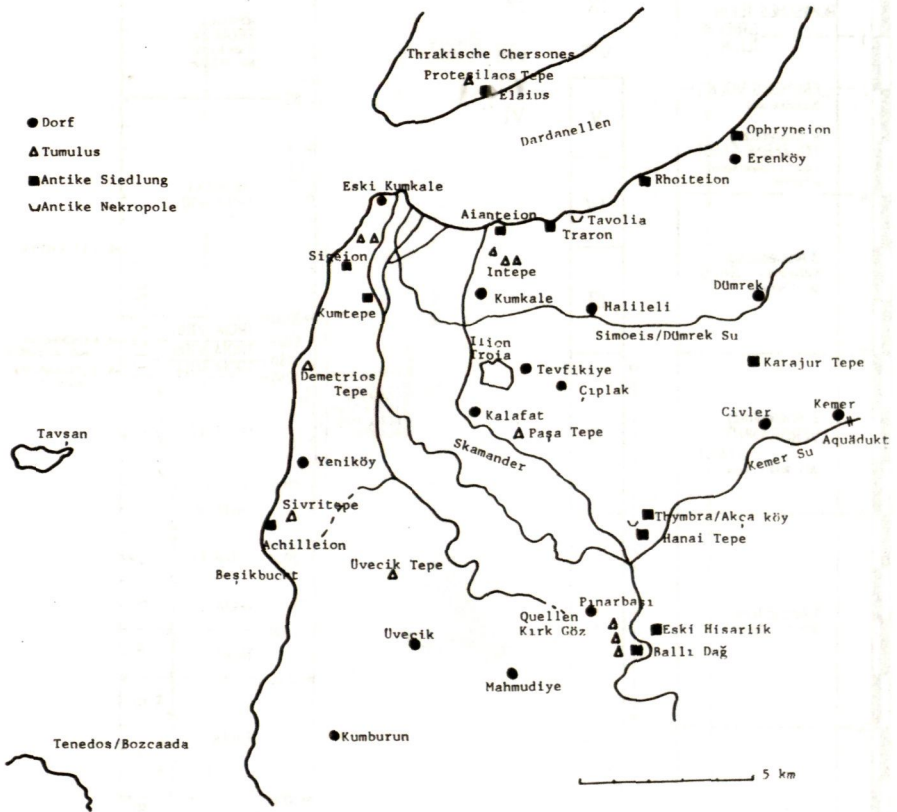 Thrakische Chersones
Protesilaos Tepe
Elaius
Dardanellen
Ophryneion
Erenköy
Dorf
Tumulus
Antike Siedlung
Antike Nekropole
Rhoiteion
Eski Kumkale
Aianteion
Tavolia
Traron
Sigeion
Intepe
Kumkale
Halileli
Dümrek
Kumtepe
Simoeis/Dümrek Su
Ilion
Troja
Tevfikiye
Karajur Tepe
Demetrios
Tepe
Çıplak
Kalafat
Paşa Tepe
Civler
Kemer
Aquädukt
Kemer Su
Tavsan
Skamander
Yeniköy
Sivritepe
Achilleion
Thymbra/Akça köy
Hanai Tepe
Beşikbucht
Üvecik Tepe
Pınarbaşı
Quellen
Kırk Göz
Eski Hisarlik
Ballı Dağ
Üvecik
Mahmudiye
Kumburun
Tenedos/Bozcaada
5 km